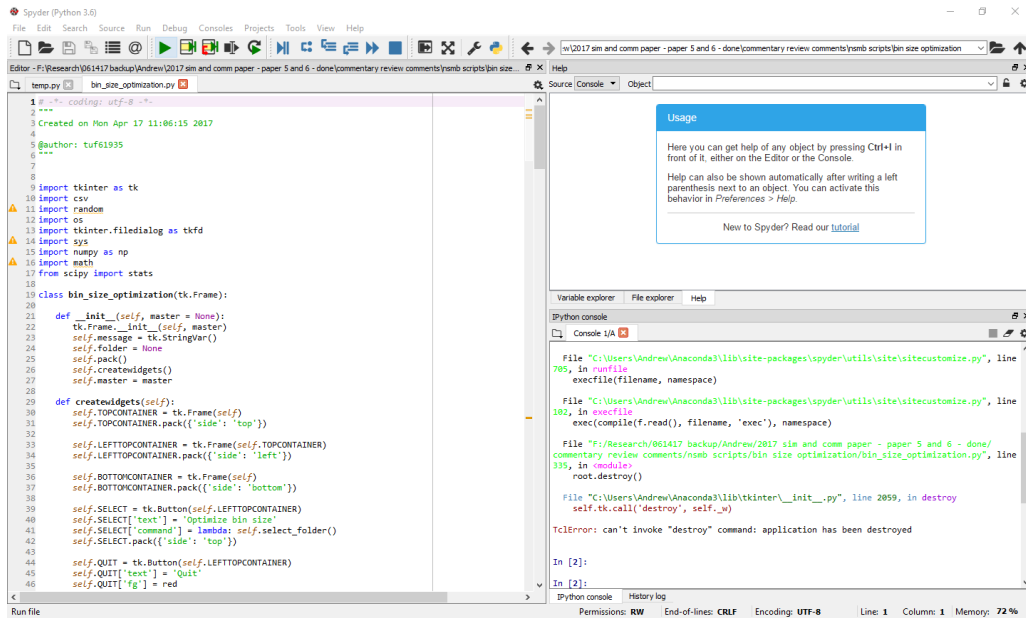 Spyder (Python 3.6)
File Edit Search Source Run Debug Consoles Projects Tools View Help
w\2017 sim and comm paper - paper 5 and 6 - done\commentary review comments\nsmb scripts\bin size optimization
Editor - F:\Research\061417 backup\Andrew\2017 sim and comm paper - paper 5 and 6 - done\commentary review comments\nsmb scripts\bin size...
temp.py bin_size_optimization.py
1 # -*- coding: utf-8 -*-
2 """
3 Created on Mon Apr 17 11:06:15 2017
4
5 @author: tuf61935
6 """
7
8
9 import tkinter as tk
10 import csv
11 import random
12 import os
13 import tkinter.filedialog as tkfd
14 import sys
15 import numpy as np
16 import math
17 from scipy import stats
18
19 class bin_size_optimization(tk.Frame):
20
21 def __init__(self, master = None):
22 tk.Frame.__init__(self, master)
23 self.message = tk.StringVar()
24 self.folder = None
25 self.pack()
26 self.createwidgets()
27 self.master = master
28
29 def createwidgets(self):
30 self.TOPCONTAINER = tk.Frame(self)
31 self.TOPCONTAINER.pack({'side': 'top'})
32
33 self.LEFTTOPCONTAINER = tk.Frame(self.TOPCONTAINER)
34 self.LEFTTOPCONTAINER.pack({'side': 'left'})
35
36 self.BOTTOMCONTAINER = tk.Frame(self)
37 self.BOTTOMCONTAINER.pack({'side': 'bottom'})
38
39 self.SELECT = tk.Button(self.LEFTTOPCONTAINER)
40 self.SELECT['text'] = 'Optimize bin size'
41 self.SELECT['command'] = lambda: self.select_folder()
42 self.SELECT.pack({'side': 'top'})
43
44 self.QUIT = tk.Button(self.LEFTTOPCONTAINER)
45 self.QUIT['text'] = 'Quit'
46 self.QUIT['fg'] = red
Help
Source Console Object
Usage
Here you can get help of any object by pressing Ctrl+I in
front of it, either on the Editor or the Console.
Help can also be shown automatically after writing a left
parenthesis next to an object. You can activate this
behavior in Preferences > Help.
New to Spyder? Read our tutorial
Variable explorer File explorer Help
IPython console
Console 1/A
File "C:\Users\Andrew\Anaconda3\lib\site-packages\spyder\utils\site\sitecustomize.py", line
705, in runfile
execfile(filename, namespace)
File "C:\Users\Andrew\Anaconda3\lib\site-packages\spyder\utils\site\sitecustomize.py", line
102, in execfile
exec(compile(f.read(), filename, 'exec'), namespace)
File "F:/Research/061417 backup/Andrew/2017 sim and comm paper - paper 5 and 6 - done/
commentary review comments/nsmb scripts/bin size optimization/bin_size_optimization.py", line
335, in <module>
root.destroy()
File "C:\Users\Andrew\Anaconda3\lib\tkinter\__init__.py", line 2059, in destroy
self.tk.call('destroy', self._w)
TclError: can't invoke "destroy" command: application has been destroyed
In [2]:
In [2]:
IPython console History log
Run file Permissions: RW End-of-lines: CRLF Encoding: UTF-8 Line: 1 Column: 1 Memory: 72 %